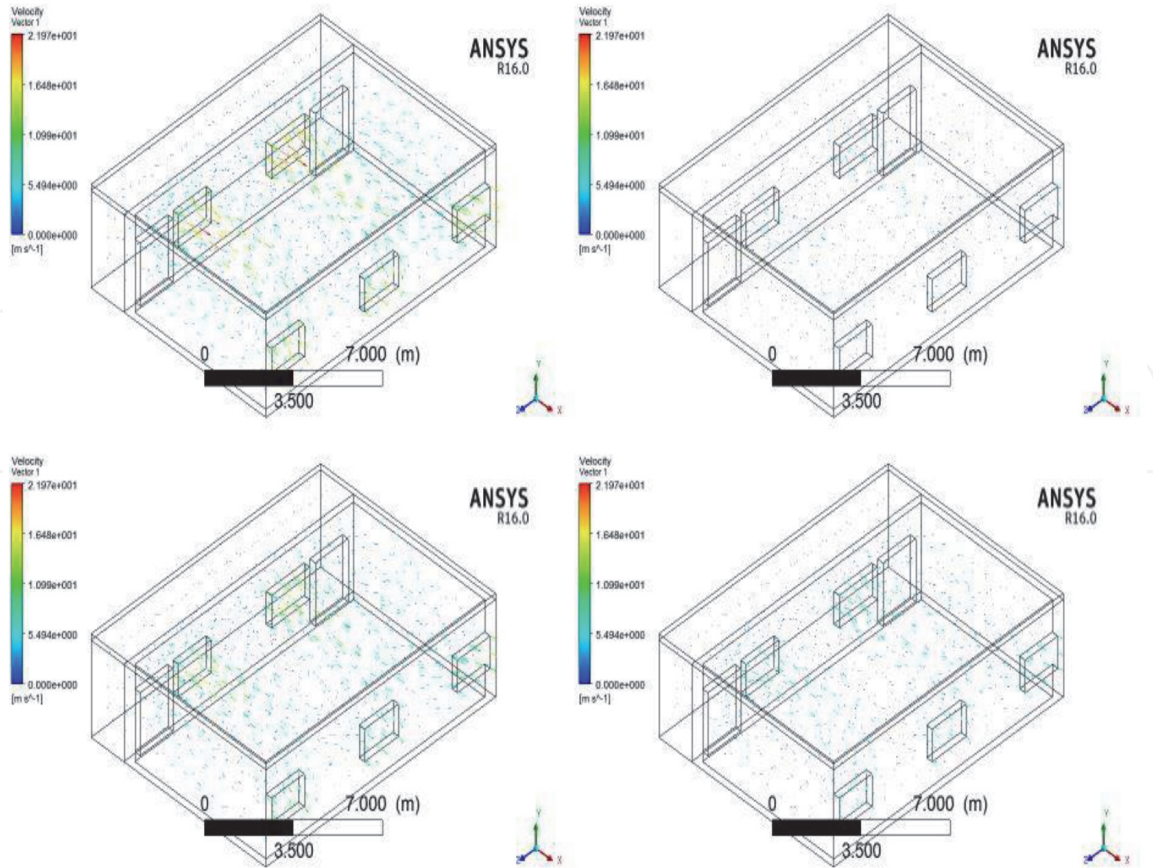 Velocity
Vector 1
2.197e+001
1.648e+001
1.099e+001
5.494e+000
0.000e+000
[m s^-1]
ANSYS
R16.0
0
7.000 (m)
3.500
Y
Z
X
Velocity
Vector 1
2.197e+001
1.648e+001
1.099e+001
5.494e+000
0.000e+000
[m s^-1]
ANSYS
R16.0
0
7.000 (m)
3.500
Y
Z
X
Velocity
Vector 1
2.197e+001
1.648e+001
1.099e+001
5.494e+000
0.000e+000
[m s^-1]
ANSYS
R16.0
0
7.000 (m)
3.500
Y
Z
X
Velocity
Vector 1
2.197e+001
1.648e+001
1.099e+001
5.494e+000
0.000e+000
[m s^-1]
ANSYS
R16.0
0
7.000 (m)
3.500
Y
Z
X